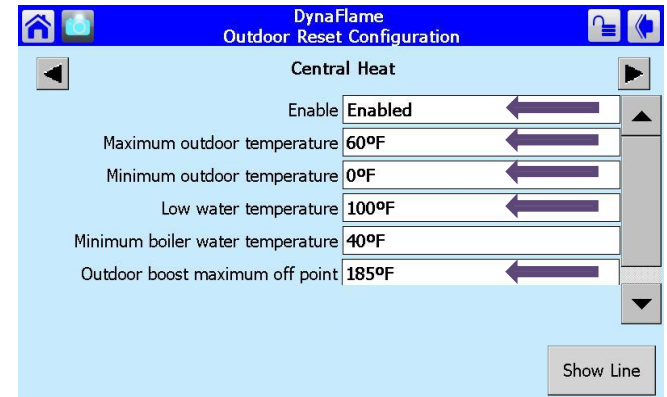 DynaFlame
Outdoor Reset Configuration
Central Heat
Enable Enabled
Maximum outdoor temperature 60ºF
Minimum outdoor temperature 0ºF
Low water temperature 100ºF
Minimum boiler water temperature 40ºF
Outdoor boost maximum off point 185ºF
Show Line